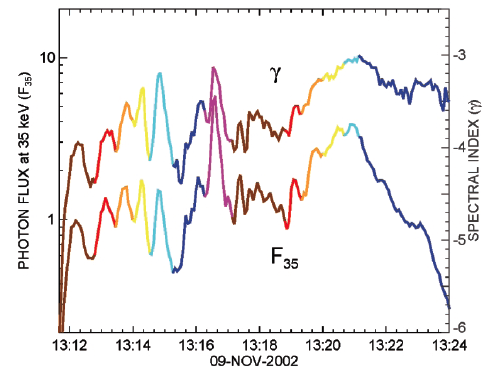 10
1
PHOTON FLUX at 35 keV (F35)
γ
F35
-3
-4
-5
-6
SPECTRAL INDEX (γ)
13:12 13:14 13:16 13:18 13:20 13:22 13:24
09-NOV-2002